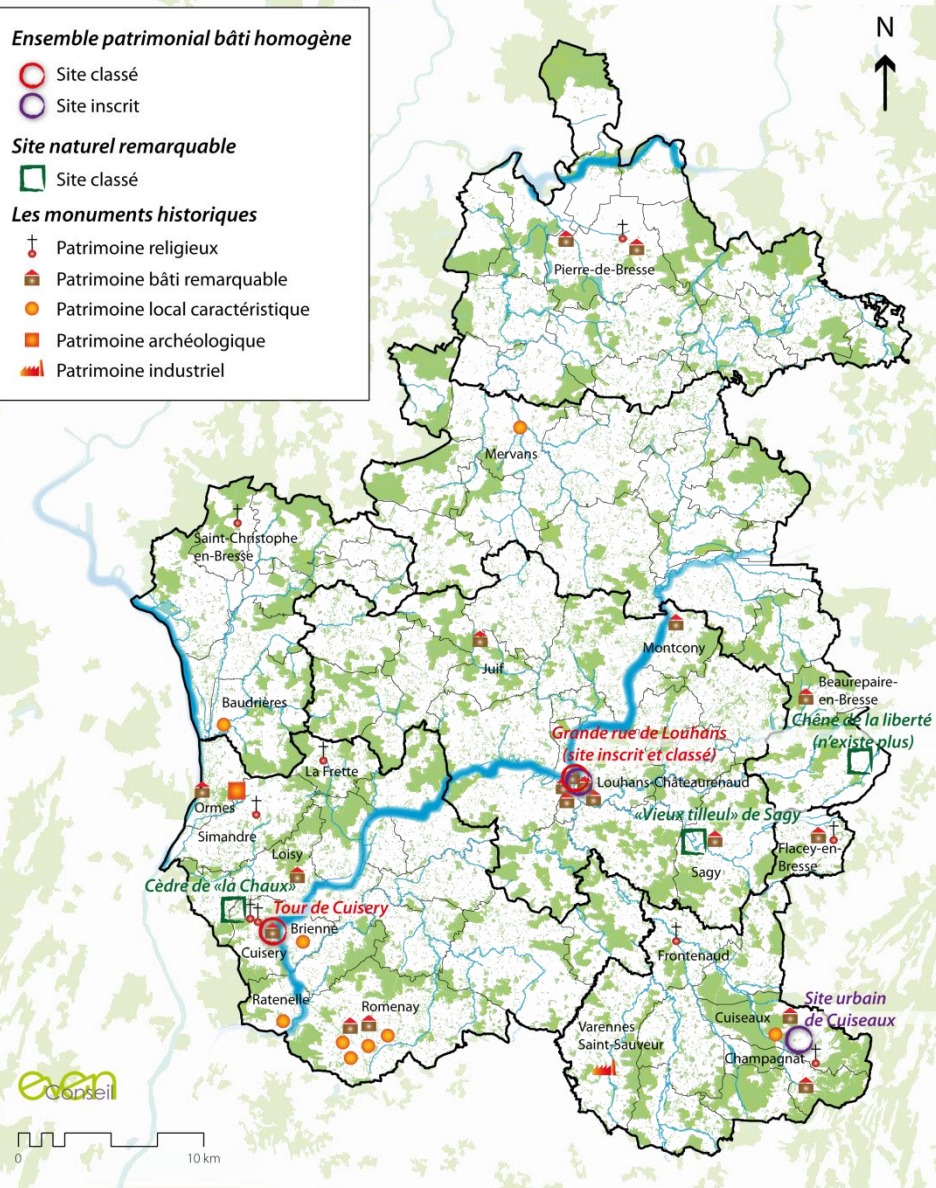 Ensemble patrimonial bâti homogène
Site classé
Site inscrit
Site naturel remarquable
Site classé
Les monuments historiques
Patrimoine religieux
Patrimoine bâti remarquable
Patrimoine local caractéristique
Patrimoine archéologique
Patrimoine industriel
N
Pierre-de-Bresse
Mervans
Saint-Christophe
en-Bresse
Juif
Montcony
Baudrières
Beaurepaire-
en-Bresse
Chêne de la liberté
(n'existe plus)
Grande rue de Louhans
(site inscrit et classé)
La Frette
Louhans-Châteaurenaud
Ormes
Simandre
«Vieux tilleul» de Sagy
Loisy
Sagy
Flacey-en-
Bresse
Cèdre de «la Chaux»
Tour de Cuisery
Brienne
Cuisery
Frontenaud
Ratenelle
Romenay
Site urbain
de Cuiseaux
Cuiseaux
Varennes
Saint-Sauveur
Champagnat
even
Conseil
0
10 km